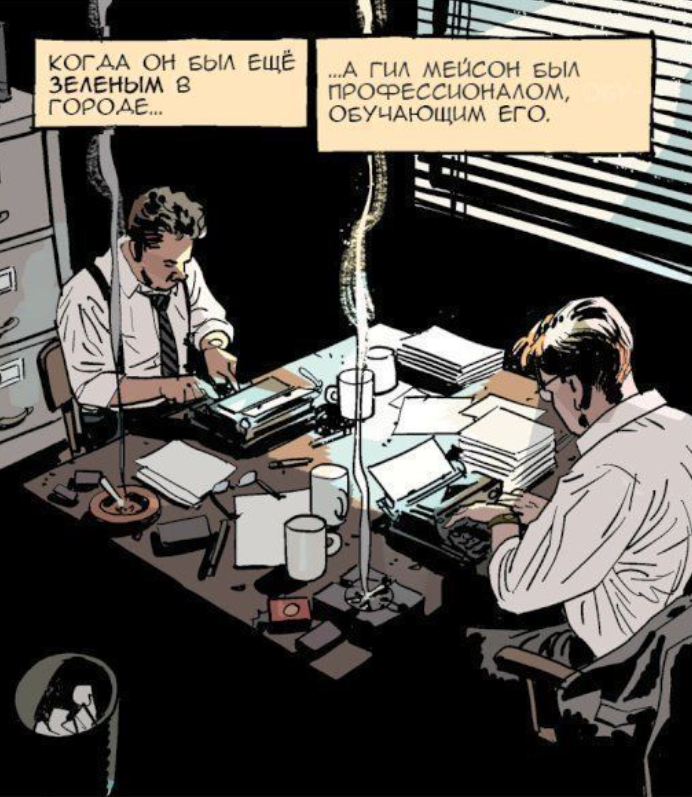 КОГДА ОН БЫЛ ЕЩЁ
ЗЕЛЕНЫМ В
ГОРОДЕ...
...А ГИЛ МЕЙСОН БЫЛ
ПРОФЕССИОНАЛОМ,
ОБУЧАЮЩИМ ЕГО.